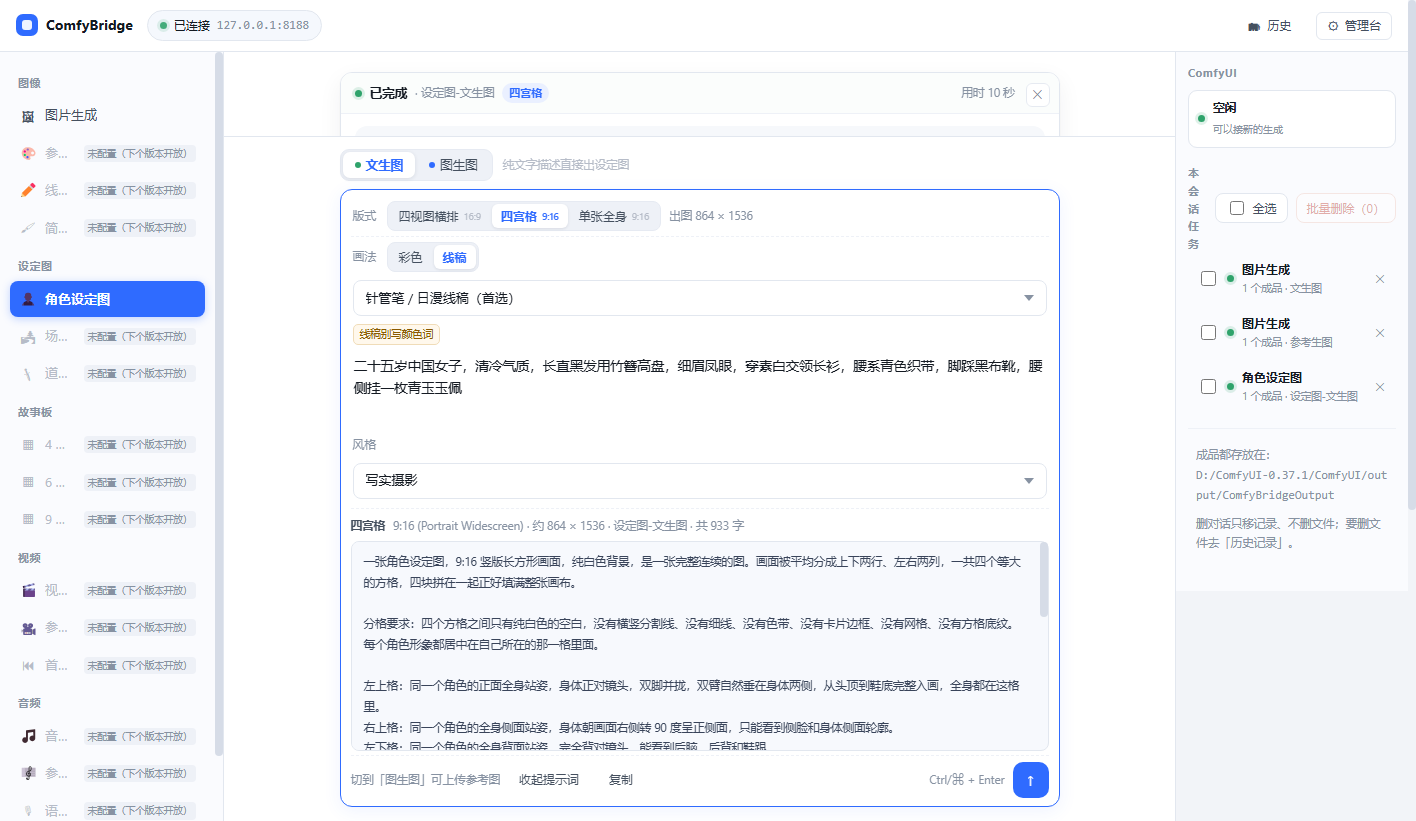 ComfyBridge
已连接 127.0.0.1:8188
历史
管理台
图像
图片生成
参... 未配置（下个版本开放）
线... 未配置（下个版本开放）
简... 未配置（下个版本开放）
设定图
角色设定图
场... 未配置（下个版本开放）
道... 未配置（下个版本开放）
故事板
4 ... 未配置（下个版本开放）
6 ... 未配置（下个版本开放）
9 ... 未配置（下个版本开放）
视频
视... 未配置（下个版本开放）
参... 未配置（下个版本开放）
首... 未配置（下个版本开放）
音频
音... 未配置（下个版本开放）
参... 未配置（下个版本开放）
语... 未配置（下个版本开放）
已完成 · 设定图-文生图 四宫格
用时 10 秒
文生图 图生图 纯文字描述直接出设定图
版式 四视图横排 16:9 四宫格 9:16 单张全身 9:16 出图 864 × 1536
画法 彩色 线稿
针管笔 / 日漫线稿（首选）
线稿别写颜色词
二十五岁中国女子，清冷气质，长直黑发用竹簪高盘，细眉凤眼，穿素白交领长衫，腰系青色织带，脚踩黑布靴，腰
侧挂一枚青玉玉佩
风格
写实摄影
四宫格 9:16 (Portrait Widescreen) · 约 864 × 1536 · 设定图-文生图 · 共 933 字
一张角色设定图，9:16 竖版长方形画面，纯白色背景，是一张完整连续的图。画面被平均分成上下两行、左右两列，一共四个等大
的方格，四块拼在一起正好填满整张画布。
分格要求：四个方格之间只有纯白色的空白，没有横竖分割线、没有细线、没有色带、没有卡片边框、没有网格、没有方格底纹。
每个角色形象都居中在自己所在的那一格里面。
左上格：同一个角色的正面全身站姿，身体正对镜头，双脚并拢，双臂自然垂在身体两侧，从头顶到鞋底完整入画，全身都在这格
里。
右上格：同一个角色的全身侧面站姿，身体朝画面右侧转 90 度呈正侧面，只能看到侧脸和身体侧面轮廓。
左下格：同一个角色的全身背面站姿，完全背对镜头，能看到后脑、后背和鞋跟。
切到「图生图」可上传参考图 收起提示词 复制
Ctrl/⌘ + Enter
ComfyUI
空闲
可以接新的生成
本会话任务
全选
批量删除（0）
图片生成
1 个成品 · 文生图
图片生成
1 个成品 · 参考生图
角色设定图
1 个成品 · 设定图-文生图
成品都存放在：
D:/ComfyUI-0.37.1/ComfyUI/out
put/ComfyBridgeOutput
删对话只移记录、不删文件；要删文
件去「历史记录」。